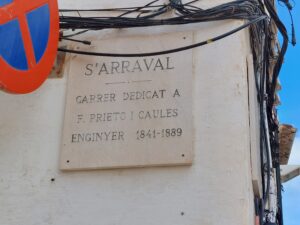 S'ARRAVAL
CARRER DEDICAT A
F. PRIETO I CAULES
ENGINYER 1841-1889